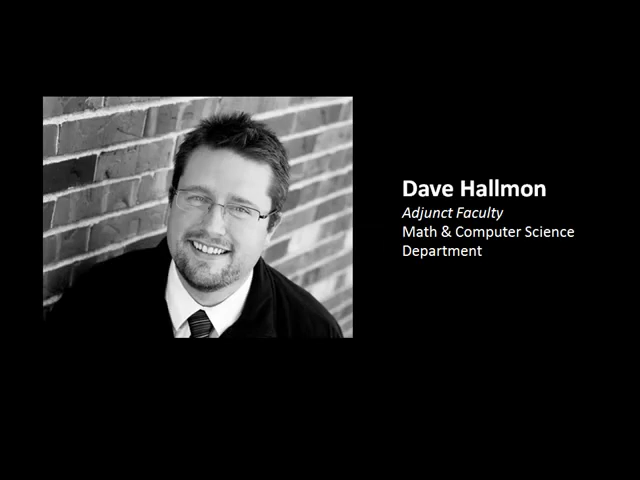 Dave Hallmon
Adjunct Faculty
Math & Computer Science
Department